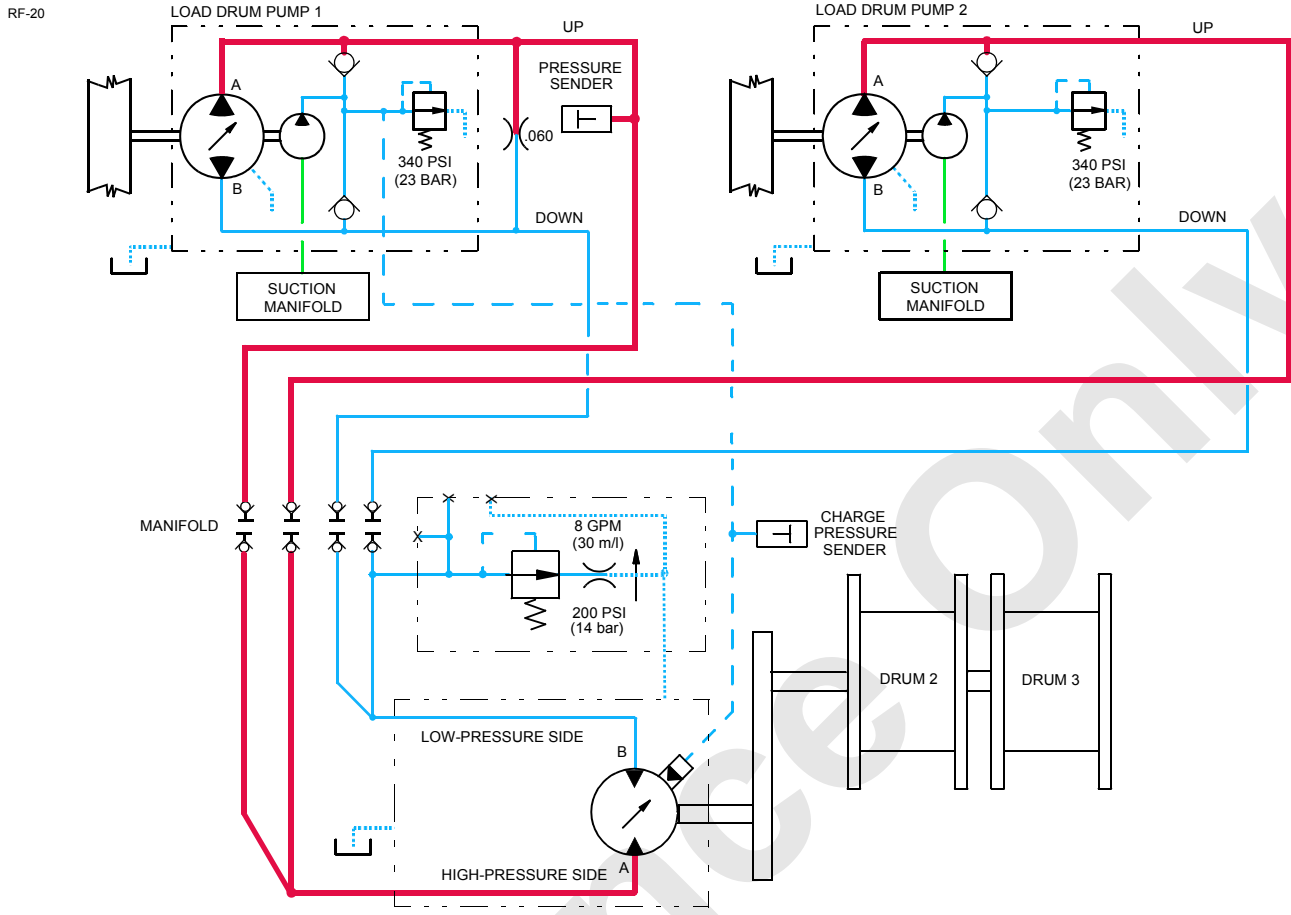 RF-20
LOAD DRUM PUMP 1
LOAD DRUM PUMP 2
UP
UP
A
PRESSURE
SENDER
A
.060
340 PSI
(23 BAR)
340 PSI
(23 BAR)
B
B
DOWN
DOWN
SUCTION
MANIFOLD
SUCTION
MANIFOLD
MANIFOLD
8 GPM
(30 m/l)
CHARGE
PRESSURE
SENDER
200 PSI
(14 bar)
DRUM 2
DRUM 3
LOW-PRESSURE SIDE
B
HIGH-PRESSURE SIDE
A
nce Only